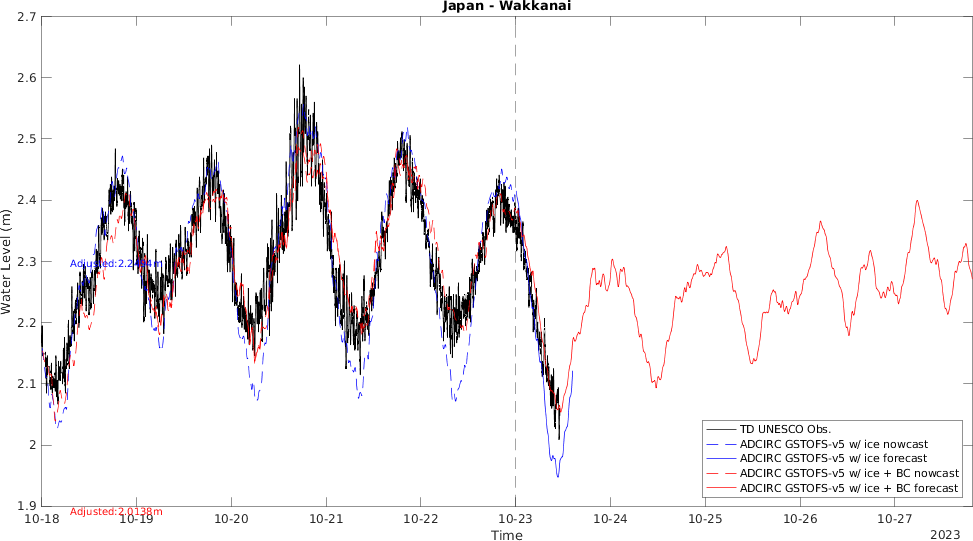 Japan - Wakkanai
2.7
2.6
2.5
2.4
2.3
2.2
2.1
2
1.9
Water Level (m)
Adjusted:2.0138m
10-18
10-19
10-20
10-21
10-22
10-23
10-24
10-25
10-26
10-27
Time
2023
TD UNESCO Obs.
ADCIRC GSTOFS-v5 w/ ice nowcast
ADCIRC GSTOFS-v5 w/ ice forecast
ADCIRC GSTOFS-v5 w/ ice + BC nowcast
ADCIRC GSTOFS-v5 w/ ice + BC forecast